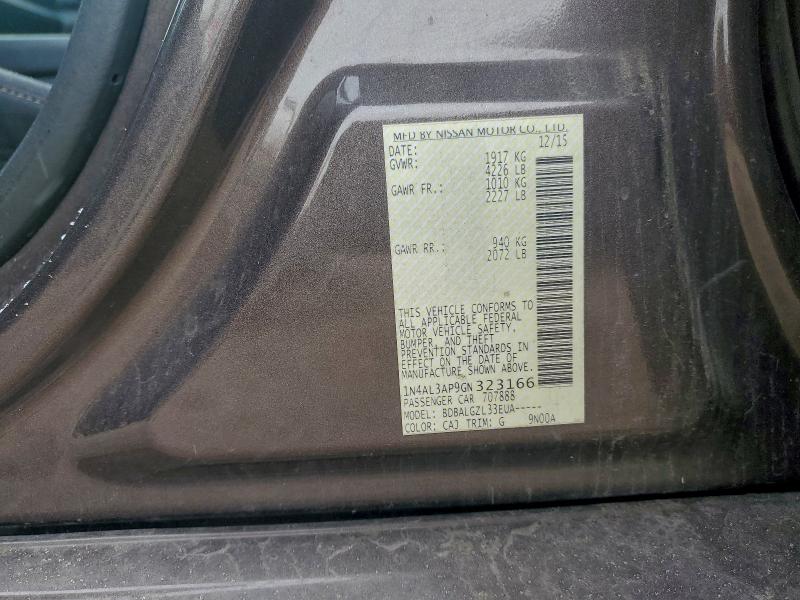 MFD BY NISSAN MOTOR CO., LTD.
DATE: 12/15
GVWR: 1917 KG
4226 LB
GAWR FR.: 1010 KG
2227 LB
GAWR RR.: 940 KG
2072 LB
THIS VEHICLE CONFORMS TO
ALL APPLICABLE FEDERAL
MOTOR VEHICLE SAFETY,
BUMPER, AND THEFT
PREVENTION STANDARDS IN
EFFECT ON THE DATE OF
MANUFACTURE SHOWN ABOVE.
1N4AL3AP9GN 323166
PASSENGER CAR 707888
MODEL: BDBALGZL33EUA-----
COLOR: CAJ TRIM: G 9N00A